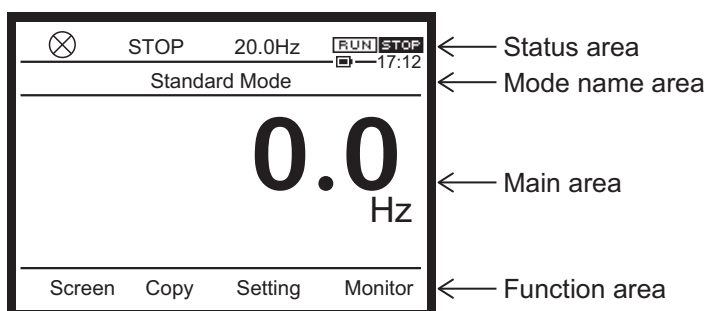 STOP 20.0Hz RUN STOP Status area
17:12
Standard Mode Mode name area
0.0 Main area
Hz
Screen Copy Setting Monitor Function area